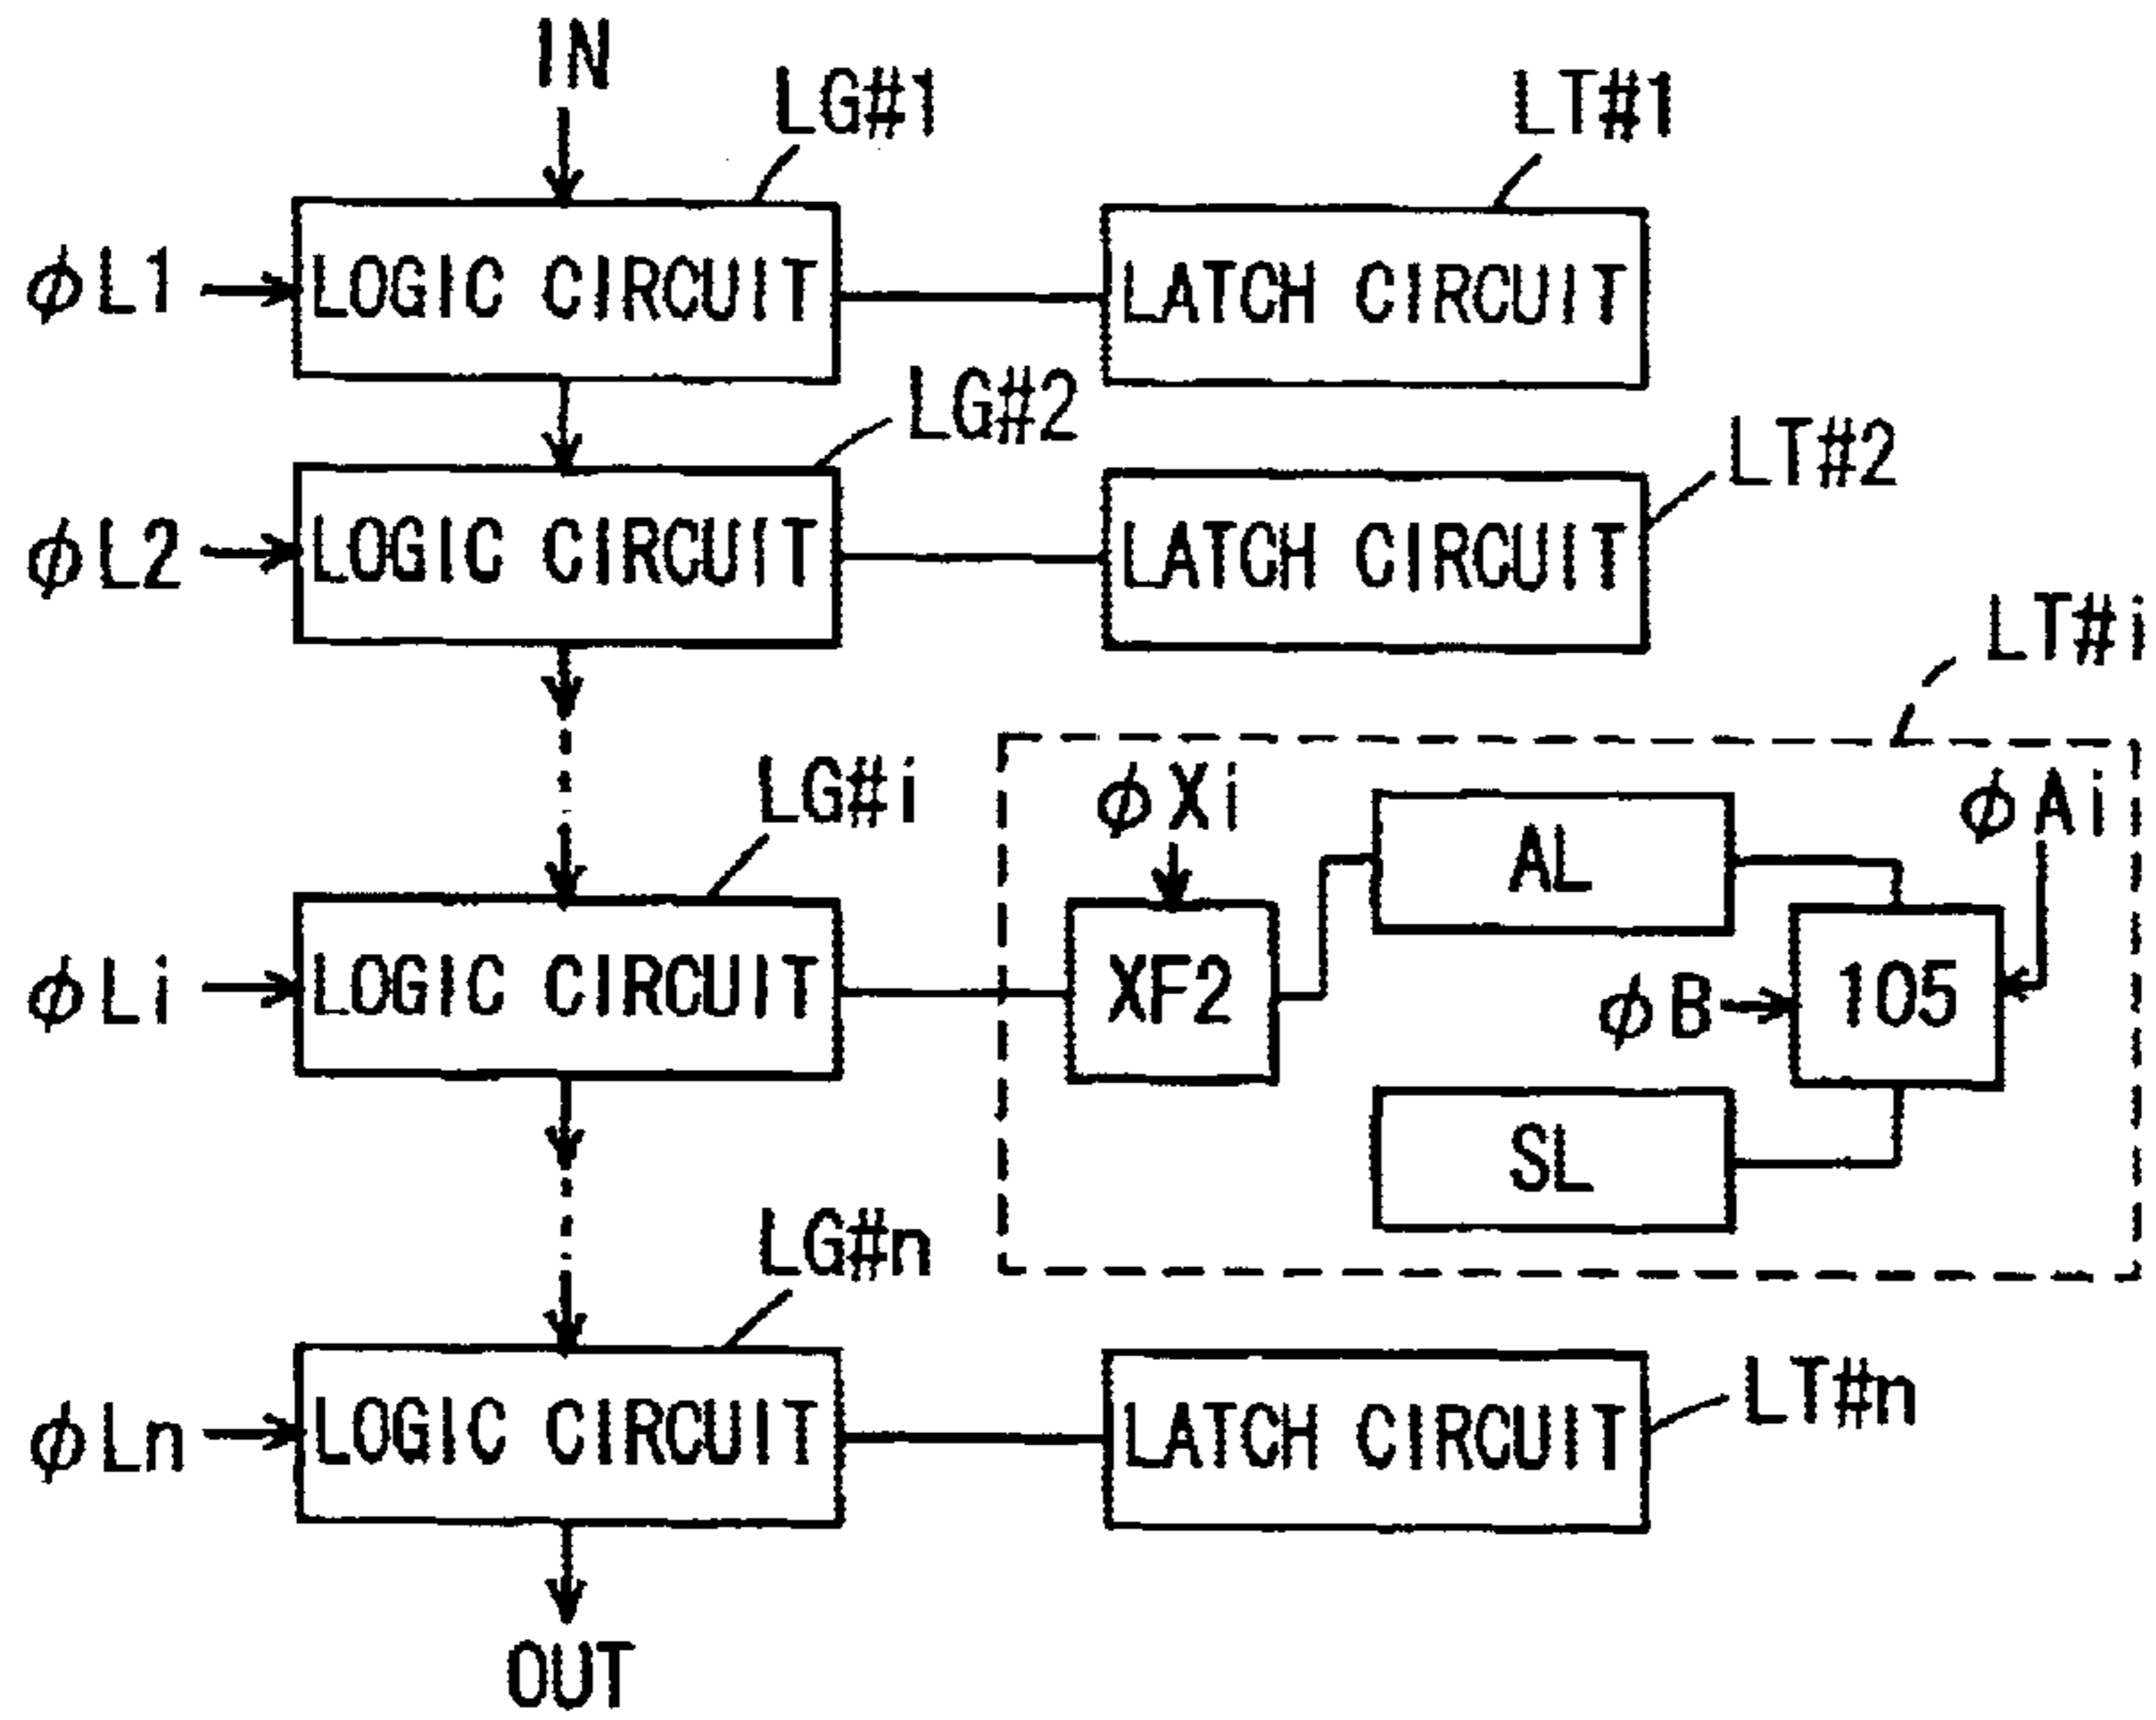 IN
LG#1
LT#1
φL1
LOGIC CIRCUIT
LATCH CIRCUIT
LG#2
LT#2
φL2
LOGIC CIRCUIT
LATCH CIRCUIT
LT#i
LG#i
φXi
AL
φAi
φLi
LOGIC CIRCUIT
XF2
φB
105
SL
LG#n
LT#n
φLn
LOGIC CIRCUIT
LATCH CIRCUIT
OUT